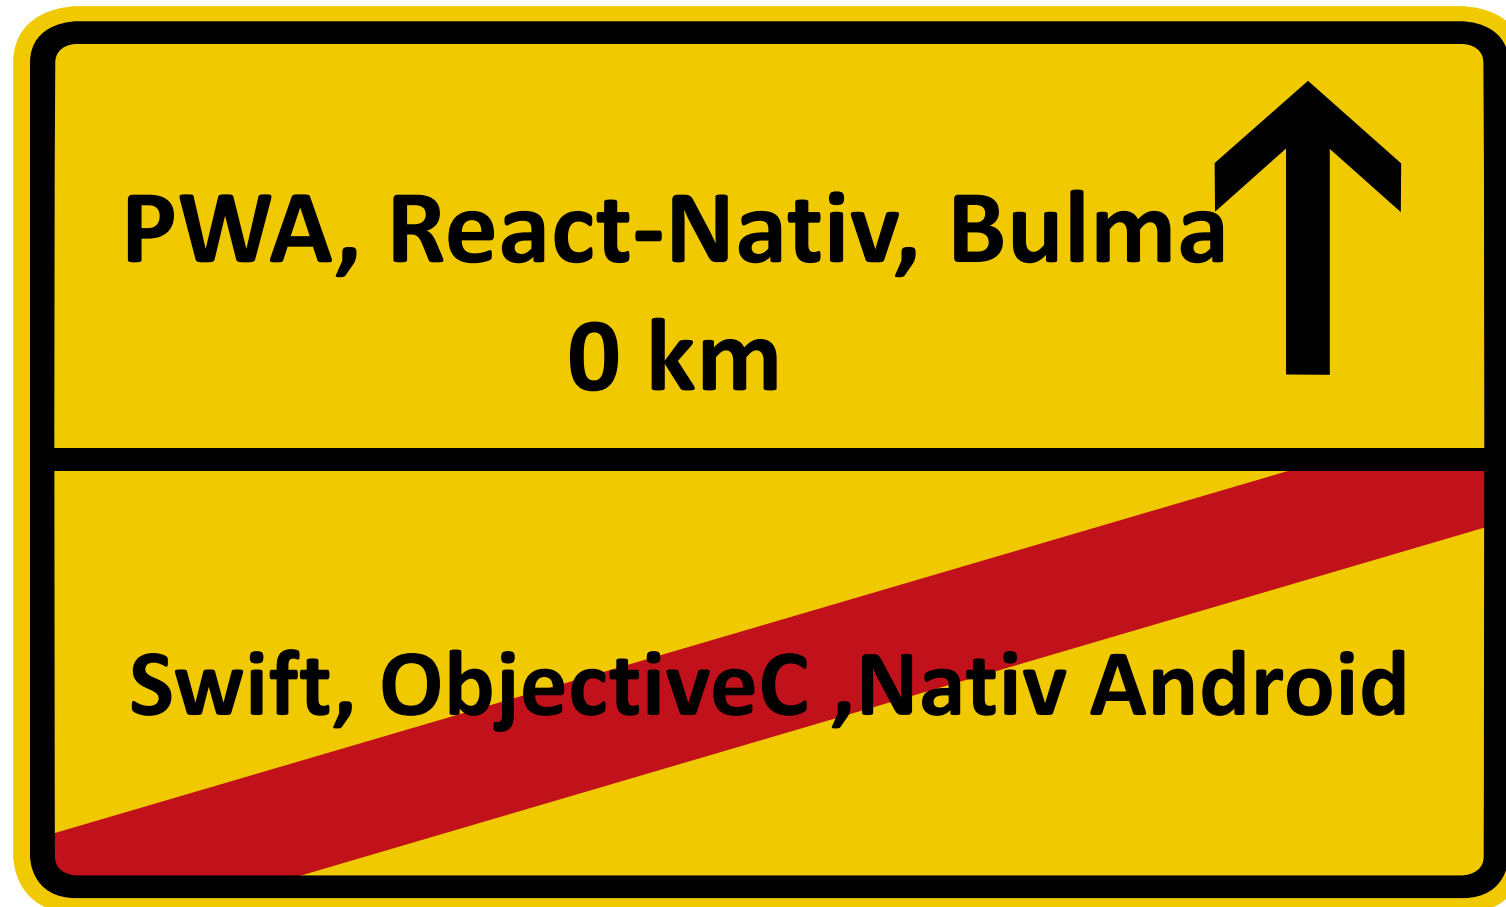 PWA, React-Nativ, Bulma
0 km
Swift, ObjectiveC ,Nativ Android